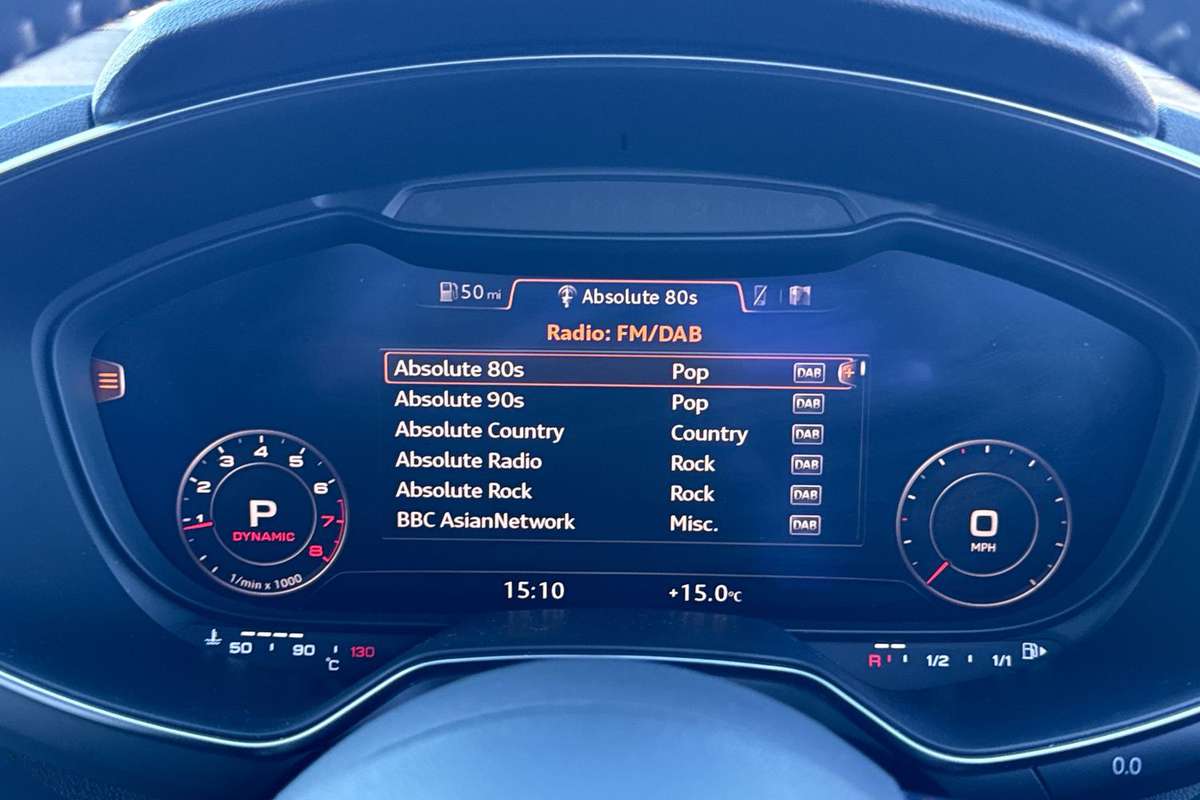 50 mi Absolute 80s
Radio: FM/DAB
Absolute 80s Pop DAB
Absolute 90s Pop DAB
Absolute Country Country DAB
Absolute Radio Rock DAB
Absolute Rock Rock DAB
BBC AsianNetwork Misc. DAB
1 2 3 4 5 6 7 8
P
DYNAMIC
1/min x 1000
0
MPH
15:10 +15.0°C
50 90 130
°C
R 1/2 1/1
0.0